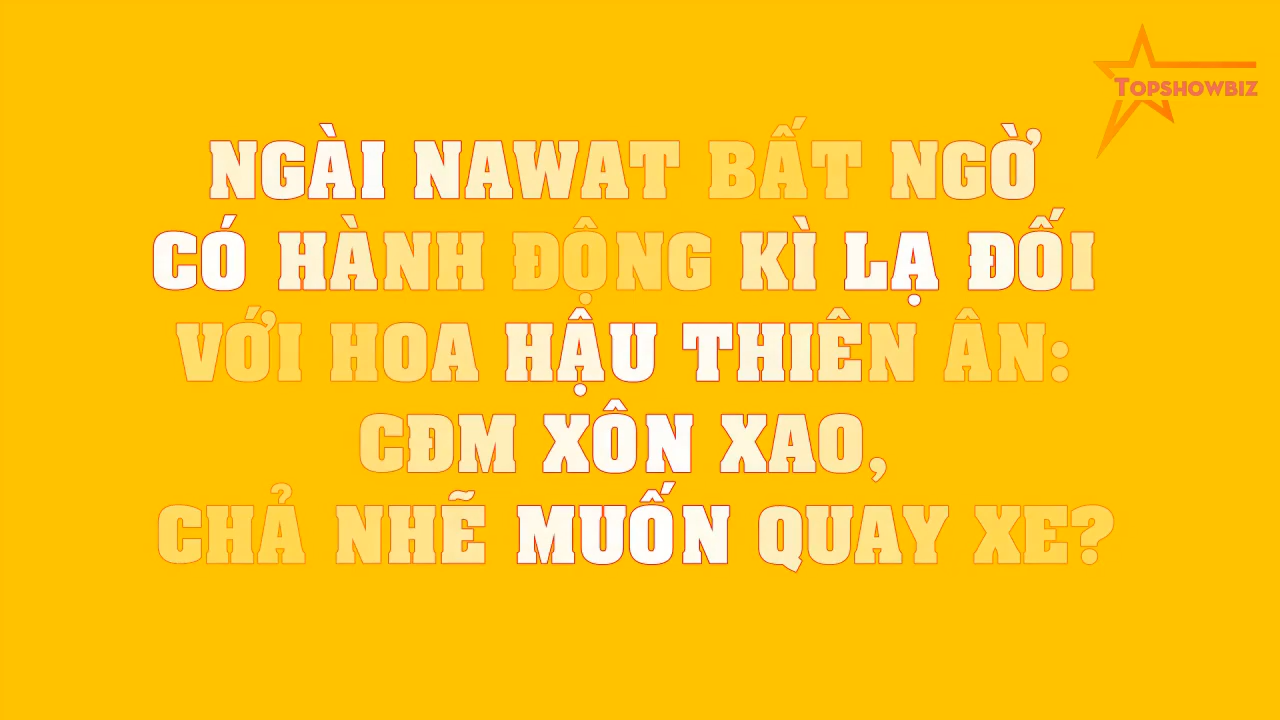 TOPSHOWBIZ
NGÀI NAWAT BẤT NGỜ
CÓ HÀNH ĐỘNG KÌ LẠ ĐỐI
VỚI HOA HẬU THIÊN ÂN:
CĐM XÔN XAO,
CHẢ NHẼ MUỐN QUAY XE?